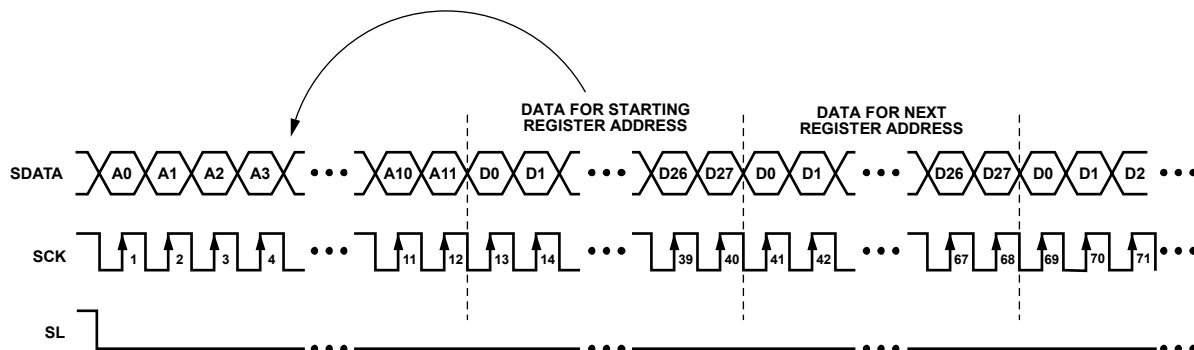 DATA FOR STARTING
REGISTER ADDRESS
DATA FOR NEXT
REGISTER ADDRESS
SDATA A0 A1 A2 A3 ••• A10 A11 D0 D1 ••• D26 D27 D0 D1 ••• D26 D27 D0 D1 D2 •••
SCK 1 2 3 4 ••• 11 12 13 14 ••• 39 40 41 42 ••• 67 68 69 70 71 •••
SL ••• ••• ••• •••